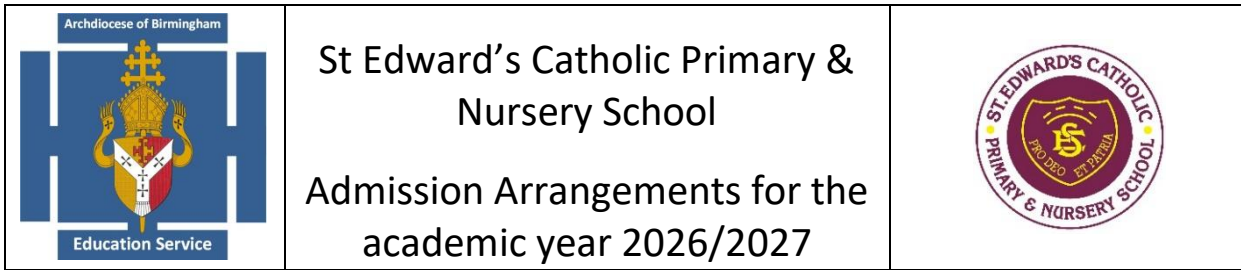 Archdiocese of Birmingham
Education Service
St Edward’s Catholic Primary &
Nursery School
Admission Arrangements for the
academic year 2026/2027
ST. EDWARD'S CATHOLIC
PRIMARY & NURSERY SCHOOL
PRO DEO ET PATRIA